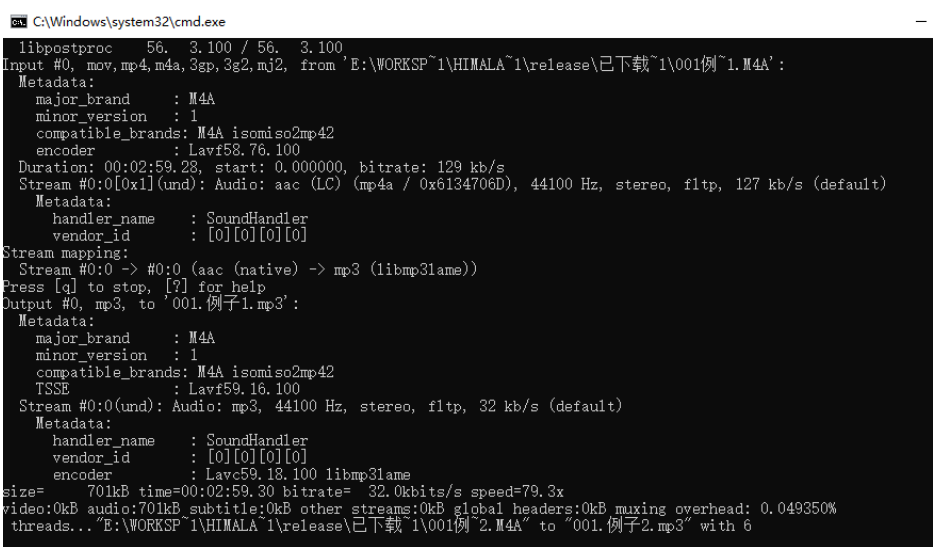 C:\Windows\system32\cmd.exe
libpostproc    56.  3.100 / 56.  3.100
Input #0, mov,mp4,m4a,3gp,3g2,mj2, from 'E:\WORKSP~1\HIMALA~1\release\已下载~1\001例~1.M4A':
  Metadata:
    major_brand     : M4A
    minor_version   : 1
    compatible_brands: M4A isomiso2mp42
    encoder         : Lavf58.76.100
  Duration: 00:02:59.28, start: 0.000000, bitrate: 129 kb/s
  Stream #0:0[0x1](und): Audio: aac (LC) (mp4a / 0x6134706D), 44100 Hz, stereo, fltp, 127 kb/s (default)
    Metadata:
      handler_name    : SoundHandler
      vendor_id       : [0][0][0][0]
Stream mapping:
  Stream #0:0 -> #0:0 (aac (native) -> mp3 (libmp3lame))
Press [q] to stop, [?] for help
Output #0, mp3, to '001.例子1.mp3':
  Metadata:
    major_brand     : M4A
    minor_version   : 1
    compatible_brands: M4A isomiso2mp42
    TSSE            : Lavf59.16.100
  Stream #0:0(und): Audio: mp3, 44100 Hz, stereo, fltp, 32 kb/s (default)
    Metadata:
      handler_name    : SoundHandler
      vendor_id       : [0][0][0][0]
      encoder         : Lavc59.18.100 libmp3lame
size=     701kB time=00:02:59.30 bitrate=  32.0kbits/s speed=79.3x
video:0kB audio:701kB subtitle:0kB other streams:0kB global headers:0kB muxing overhead: 0.049350%
 threads..."E:\WORKSP~1\HIMALA~1\release\已下载~1\001例~2.M4A" to "001.例子2.mp3" with 6